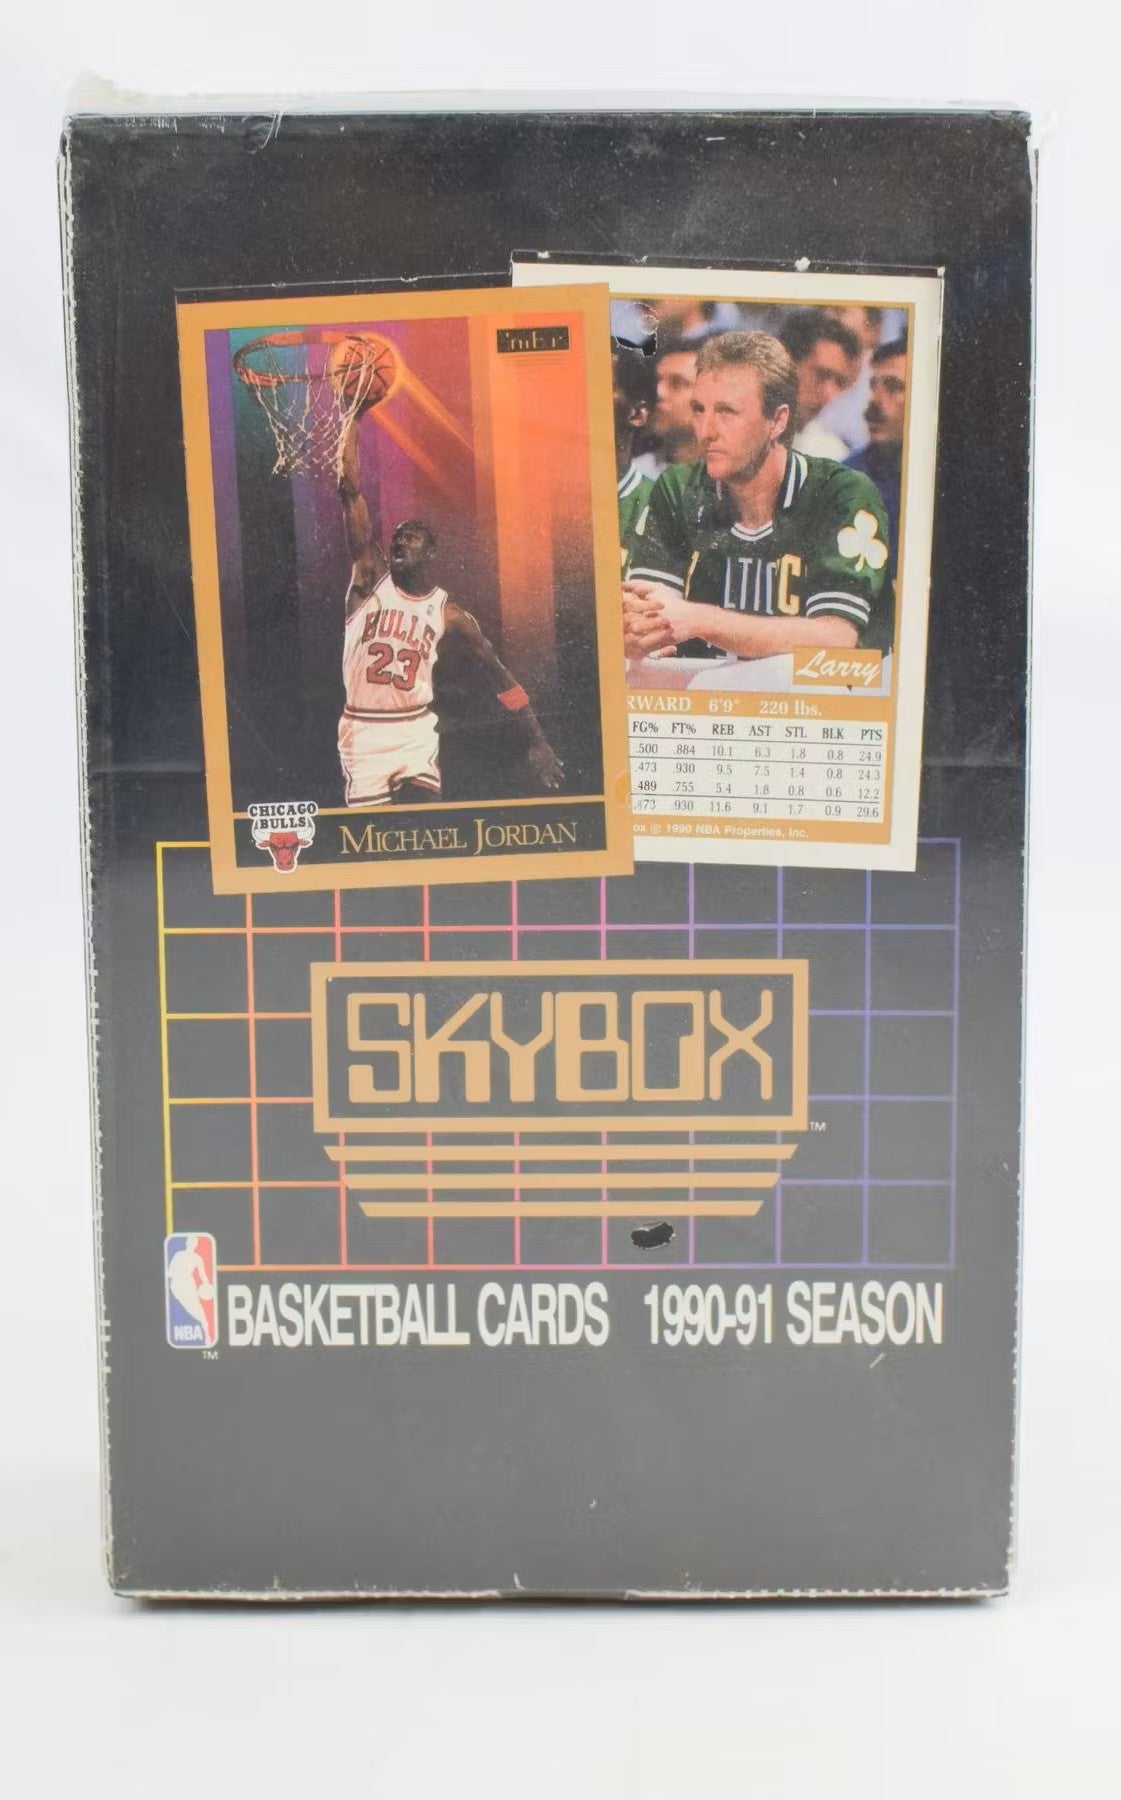 BULLS
23
CHICAGO
BULLS
MICHAEL JORDAN
LTIC
Larry
RWARD 6'9" 220 lbs.
FG% FT% REB AST STL BLK PTS
.500 .884 10.1 6.3 1.8 0.8 24.9
.473 .930 9.5 7.5 1.4 0.8 24.3
.489 .755 5.4 1.8 0.8 0.6 12.2
.473 .930 11.6 9.1 1.7 0.9 29.6
ox © 1990 NBA Properties, Inc.
SKYBOX
TM
NBA
TM
BASKETBALL CARDS 1990-91 SEASON